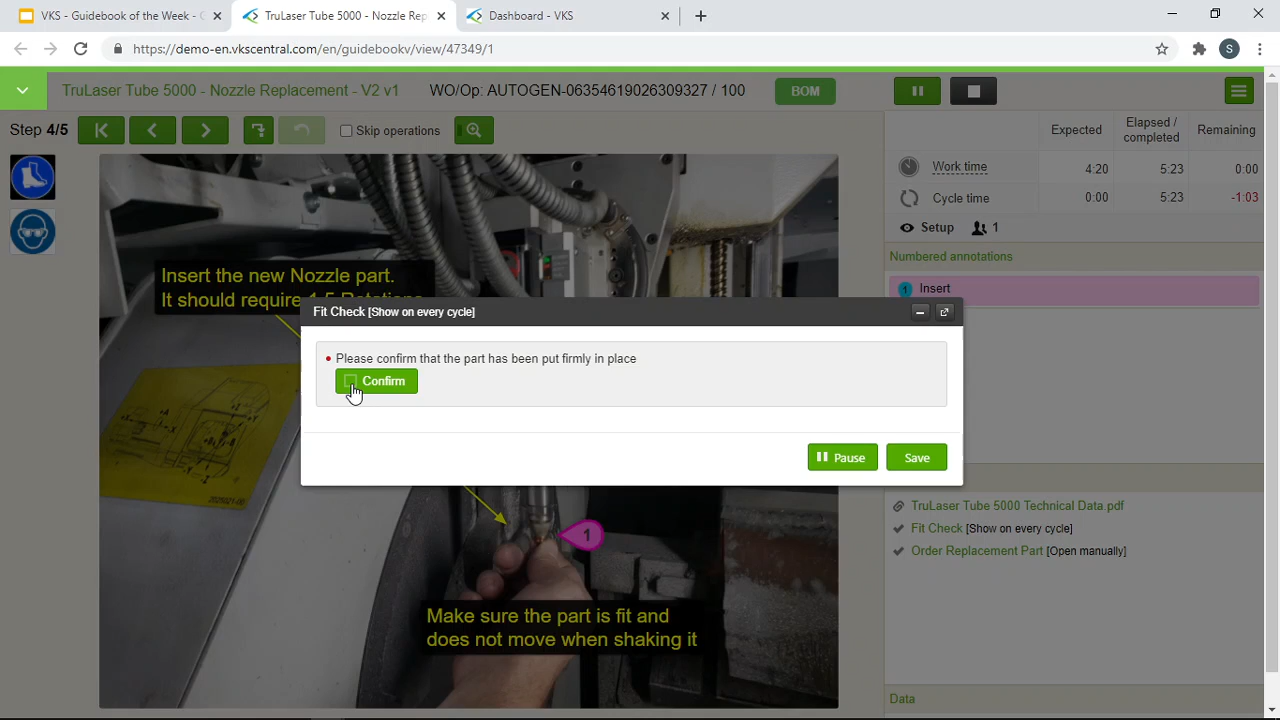 VKS - Guidebook of the Week - G
TruLaser Tube 5000 - Nozzle Rep
Dashboard - VKS
https://demo-en.vkscentral.com/en/guidebookv/view/47349/1
S
TruLaser Tube 5000 - Nozzle Replacement - V2 v1
WO/Op: AUTOGEN-06354619026309327 / 100
BOM
Step 4/5
Skip operations
Expected
Elapsed /
completed
Remaining
Work time 4:20 5:23 0:00
Cycle time 0:00 5:23 -1:03
Setup 1
Numbered annotations
1 Insert
Insert the new Nozzle part.
It should require 1.5 Rotations
Fit Check [Show on every cycle]
Please confirm that the part has been put firmly in place
Confirm
Pause
Save
1
Make sure the part is fit and
does not move when shaking it
TruLaser Tube 5000 Technical Data.pdf
Fit Check [Show on every cycle]
Order Replacement Part [Open manually]
Data